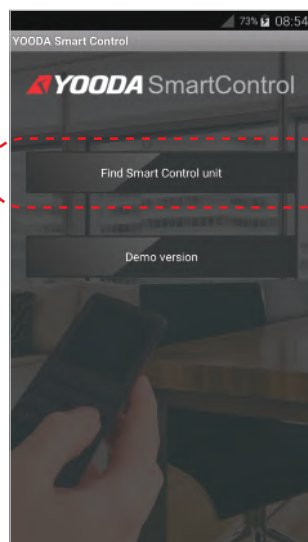 73% 08:54
YOODA Smart Control
YOODA SmartControl
Find Smart Control unit
Demo version